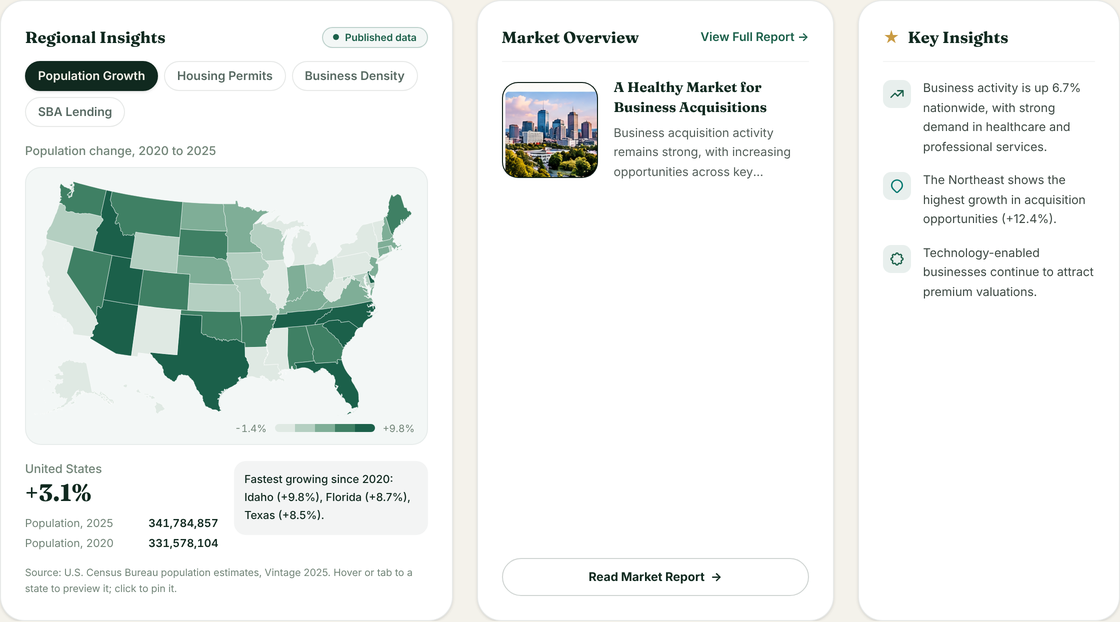 Regional Insights
Published data
Population Growth
Housing Permits
Business Density
SBA Lending
Population change, 2020 to 2025
-1.4%
+9.8%
United States
+3.1%
Population, 2025 341,784,857
Population, 2020 331,578,104
Fastest growing since 2020:
Idaho (+9.8%), Florida (+8.7%),
Texas (+8.5%).
Source: U.S. Census Bureau population estimates, Vintage 2025. Hover or tab to a
state to preview it; click to pin it.
Market Overview
View Full Report →
A Healthy Market for
Business Acquisitions
Business acquisition activity
remains strong, with increasing
opportunities across key...
Read Market Report →
★ Key Insights
Business activity is up 6.7%
nationwide, with strong
demand in healthcare and
professional services.
The Northeast shows the
highest growth in acquisition
opportunities (+12.4%).
Technology-enabled
businesses continue to attract
premium valuations.